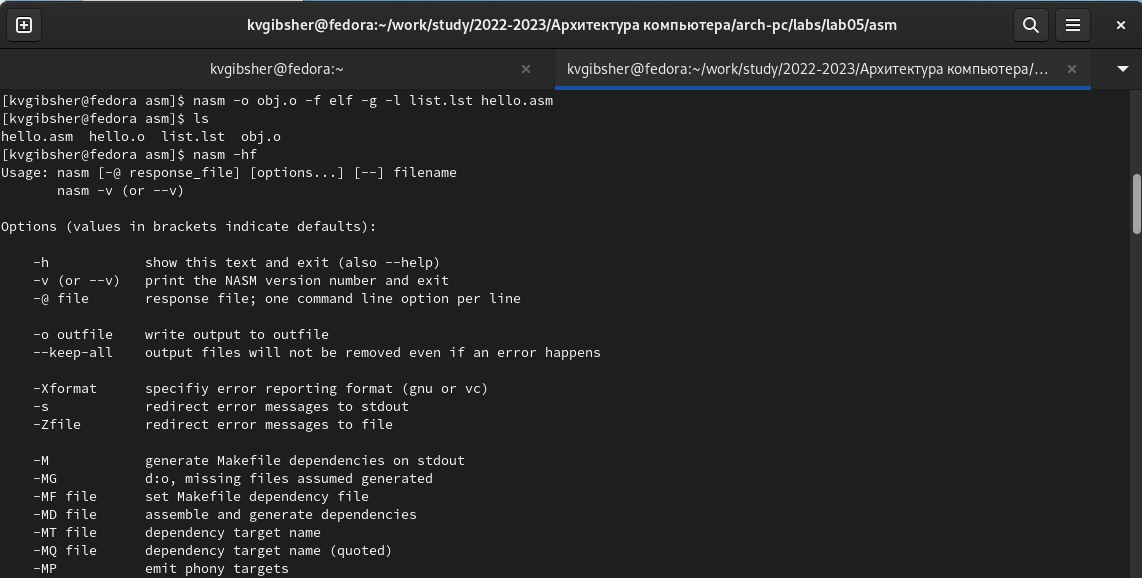 kvgibsher@fedora:~/work/study/2022-2023/Архитектура компьютера/arch-pc/labs/lab05/asm
kvgibsher@fedora:~
kvgibsher@fedora:~/work/study/2022-2023/Архитектура компьютера/...
[kvgibsher@fedora asm]$ nasm -o obj.o -f elf -g -l list.lst hello.asm
[kvgibsher@fedora asm]$ ls
hello.asm  hello.o  list.lst  obj.o
[kvgibsher@fedora asm]$ nasm -hf
Usage: nasm [-@ response_file] [options...] [--] filename
       nasm -v (or --v)
Options (values in brackets indicate defaults):
    -h            show this text and exit (also --help)
    -v (or --v)   print the NASM version number and exit
    -@ file       response file; one command line option per line
    -o outfile    write output to outfile
    --keep-all    output files will not be removed even if an error happens
    -Xformat      specifiy error reporting format (gnu or vc)
    -s            redirect error messages to stdout
    -Zfile        redirect error messages to file
    -M            generate Makefile dependencies on stdout
    -MG           d:o, missing files assumed generated
    -MF file      set Makefile dependency file
    -MD file      assemble and generate dependencies
    -MT file      dependency target name
    -MQ file      dependency target name (quoted)
    -MP           emit phony targets